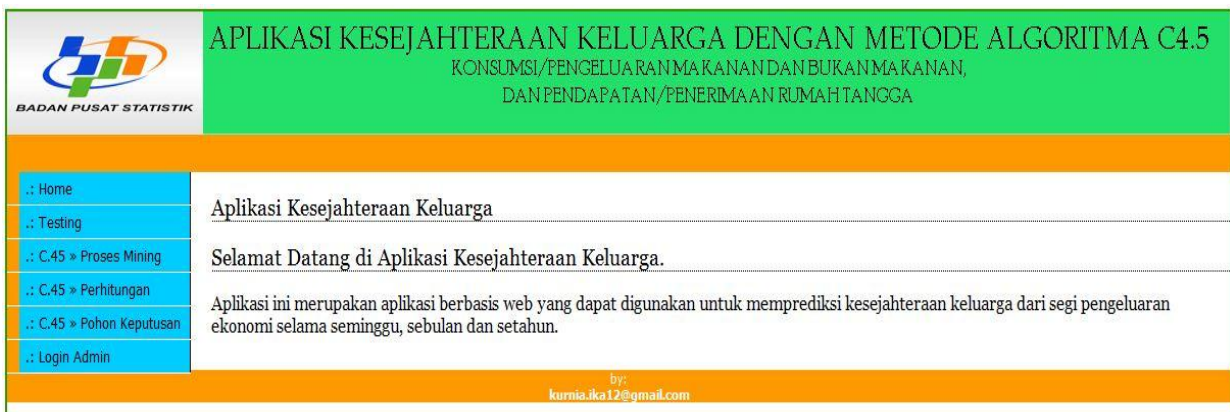 BADAN PUSAT STATISTIK
APLIKASI KESEJAHTERAAN KELUARGA DENGAN METODE ALGORITMA C4.5
KONSUMSI/PENGELUARAN MAKANAN DAN BUKAN MAKANAN,
DAN PENDAPATAN/PENERIMAAN RUMAH TANGGA
.: Home
.: Testing
.: C.45 » Proses Mining
.: C.45 » Perhitungan
.: C.45 » Pohon Keputusan
.: Login Admin
Aplikasi Kesejahteraan Keluarga
Selamat Datang di Aplikasi Kesejahteraan Keluarga.
Aplikasi ini merupakan aplikasi berbasis web yang dapat digunakan untuk memprediksi kesejahteraan keluarga dari segi pengeluaran
ekonomi selama seminggu, sebulan dan setahun.
by:
kurnia.ika12@gmail.com